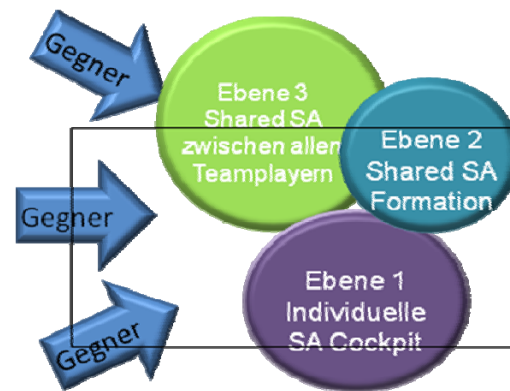 Gegner
Ebene 3
Shared SA
zwischen allen
Teamplayern
Ebene 2
Shared SA
Formation
Gegner
Ebene 1
Individuelle
SA Cockpit
Gegner